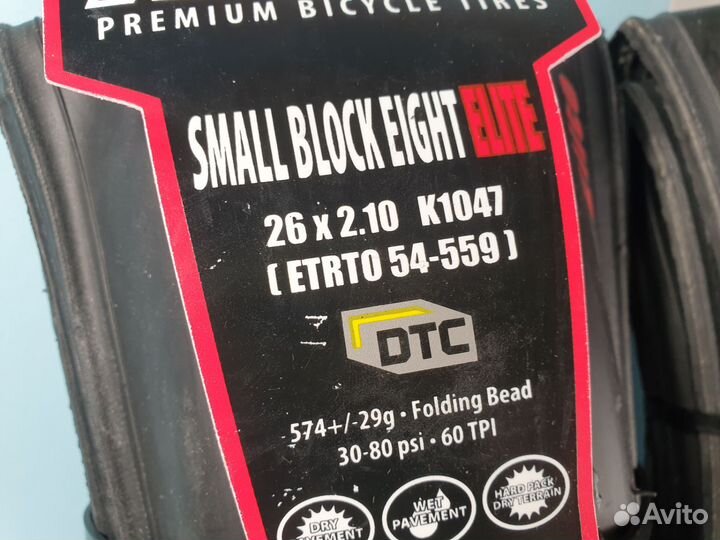 PREMIUM BICYCLE TIRES
SMALL BLOCK EIGHT ELITE
26 x 2.10 K1047
( ETRTO 54-559 )
DTC
574+/-29g · Folding Bead
30-80 psi · 60 TPI
DRY
WET
PAVEMENT
HARD PACK
DRY TERRAIN
Avito